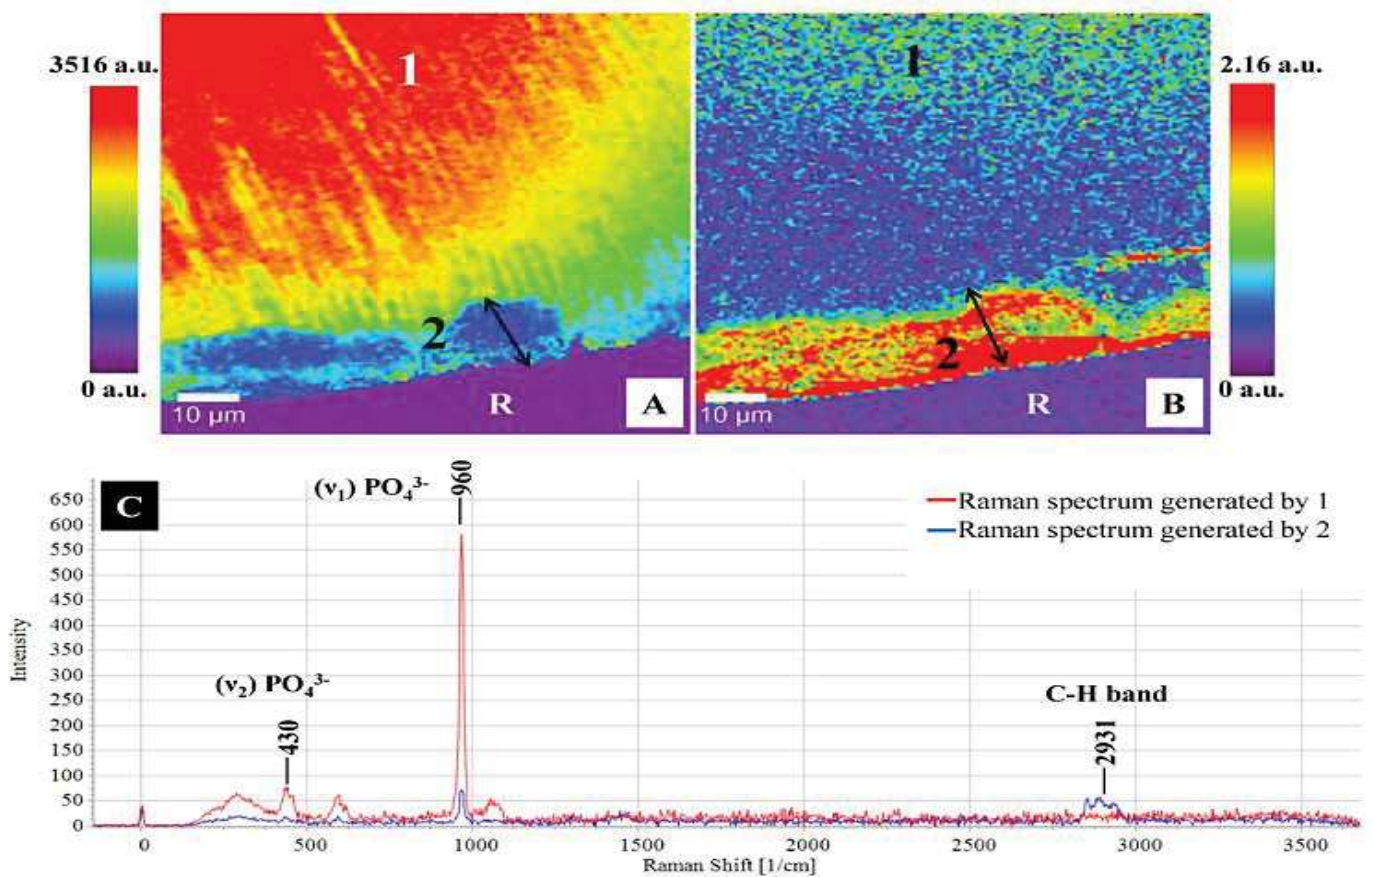 3516 a.u.
0 a.u.
1
2
R
A
10 µm
1
2
R
B
10 µm
2.16 a.u.
0 a.u.
C
(ν₁) PO₄³⁻
960
Raman spectrum generated by 1
Raman spectrum generated by 2
(ν₂) PO₄³⁻
430
C-H band
2931
Intensity
650
600
550
500
450
400
350
300
250
200
150
100
50
0
0
500
1000
1500
2000
2500
3000
3500
Raman Shift [1/cm]